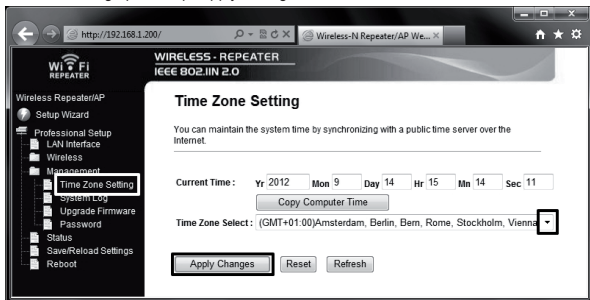 http://192.168.1.200/
Wireless-N Repeater/AP We...
WiFi
REPEATER
WIRELESS - REPEATER
IEEE 802.11N 2.0
Wireless Repeater/AP
Setup Wizard
Professional Setup
LAN Interface
Wireless
Management
Time Zone Setting
System Log
Upgrade Firmware
Password
Status
Save/Reload Settings
Reboot
Time Zone Setting
You can maintain the system time by synchronizing with a public time server over the
Internet.
Current Time : Yr 2012 Mon 9 Day 14 Hr 15 Mn 14 Sec 11
Copy Computer Time
Time Zone Select : (GMT+01:00)Amsterdam, Berlin, Bern, Rome, Stockholm, Vienna
Apply Changes Reset Refresh